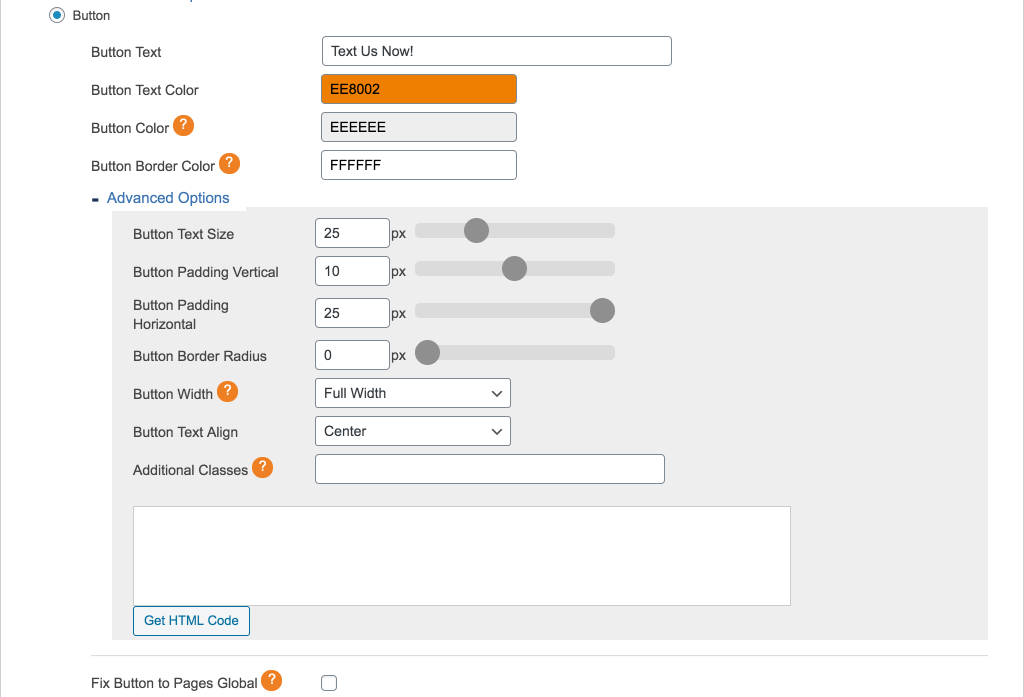 Button
Button Text
Text Us Now!
Button Text Color
EE8002
Button Color ?
EEEEEE
Button Border Color ?
FFFFFF
- Advanced Options
Button Text Size
25 px
Button Padding Vertical
10 px
Button Padding
Horizontal
25 px
Button Border Radius
0 px
Button Width ?
Full Width
Button Text Align
Center
Additional Classes ?
Get HTML Code
Fix Button to Pages Global ?